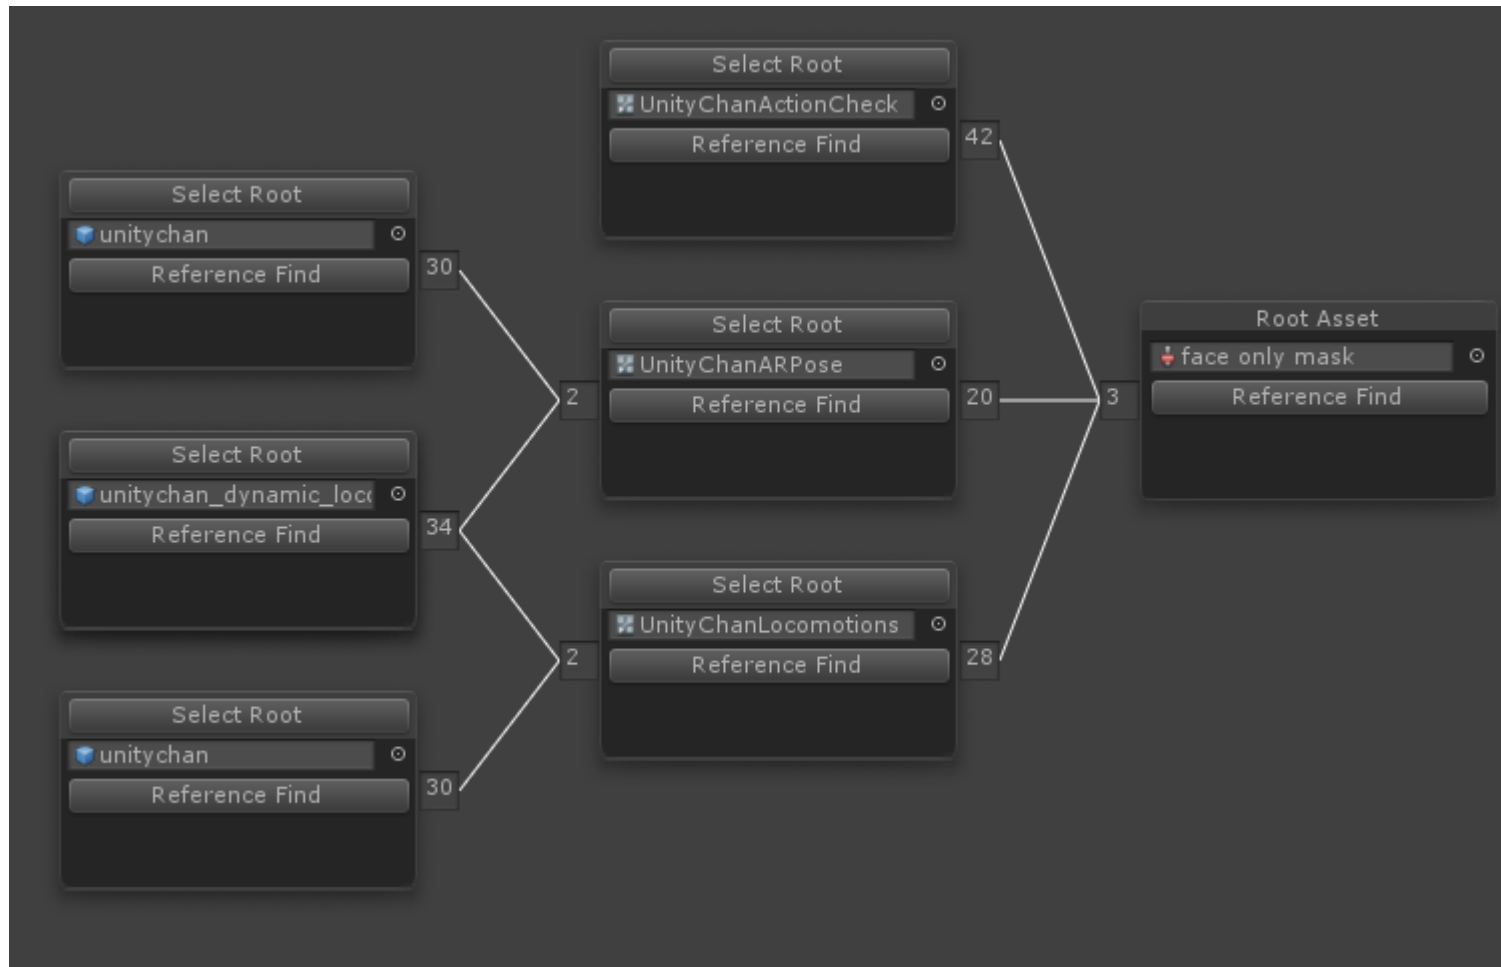 Select Root
UnityChanActionCheck
Reference Find
42
Select Root
unitychan
Reference Find
30
Select Root
unitychan_dynamic_loc
Reference Find
34
Select Root
unitychan
Reference Find
30
2
Select Root
UnityChanARPose
Reference Find
20
2
Select Root
UnityChanLocomotions
Reference Find
28
3
Root Asset
face only mask
Reference Find